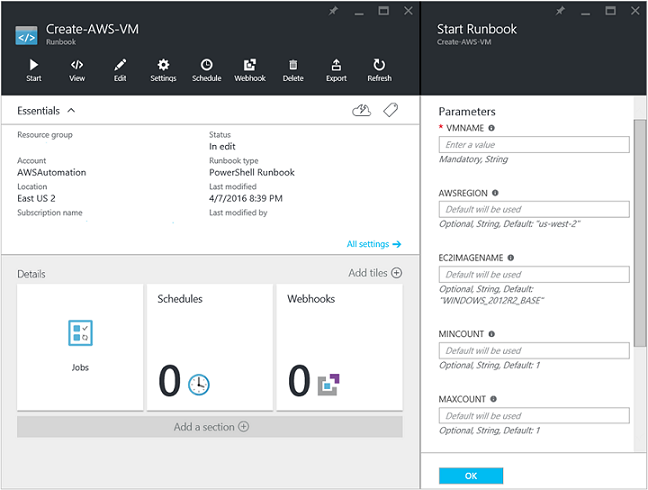 Create-AWS-VM
Runbook
Start View Edit Settings Schedule Webhook Delete Export Refresh
Essentials
Resource group
Account
AWSAutomation
Location
East US 2
Subscription name
Status
In edit
Runbook type
PowerShell Runbook
Last modified
4/7/2016 8:39 PM
Last modified by
All settings
Details
Add tiles
Jobs
Schedules
0
Webhooks
0
Add a section
Start Runbook
Create-AWS-VM
Parameters
* VMNAME
Enter a value
Mandatory, String
AWSREGION
Default will be used
Optional, String, Default: "us-west-2"
EC2IMAGENAME
Default will be used
Optional, String, Default:
"WINDOWS_2012R2_BASE"
MINCOUNT
Default will be used
Optional, String, Default: 1
MAXCOUNT
Default will be used
Optional, String, Default: 1
OK